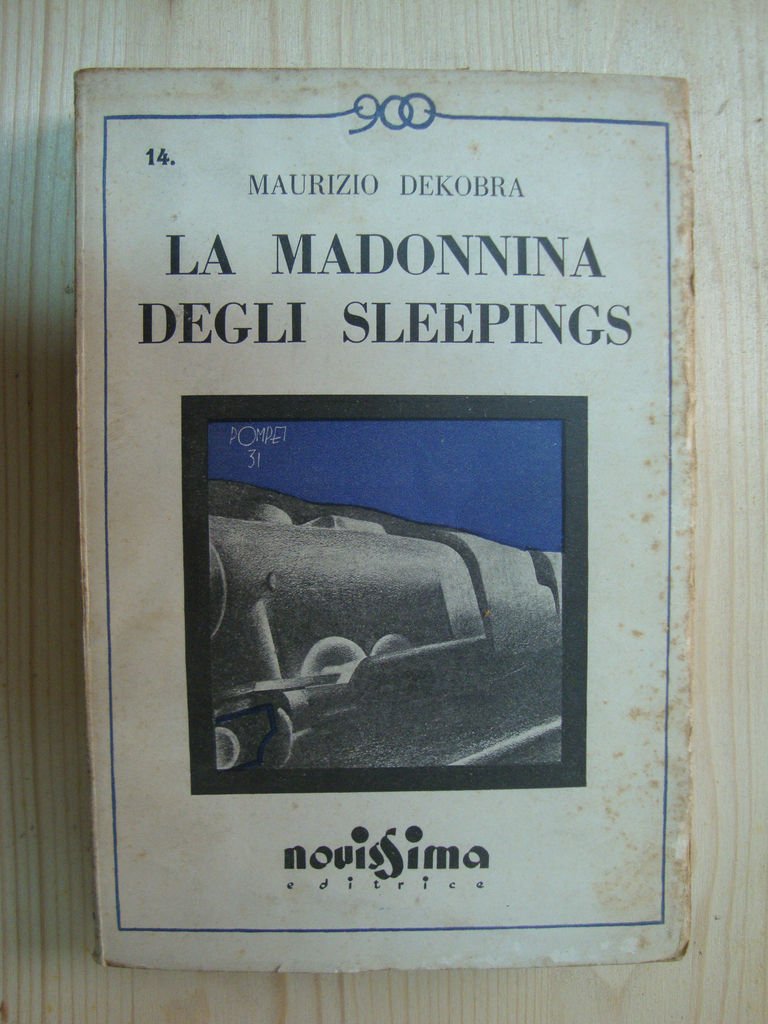 900
14.
MAURIZIO DEKOBRA
LA MADONNINA
DEGLI SLEEPINGS
POMPEI
31
novissima
editrice